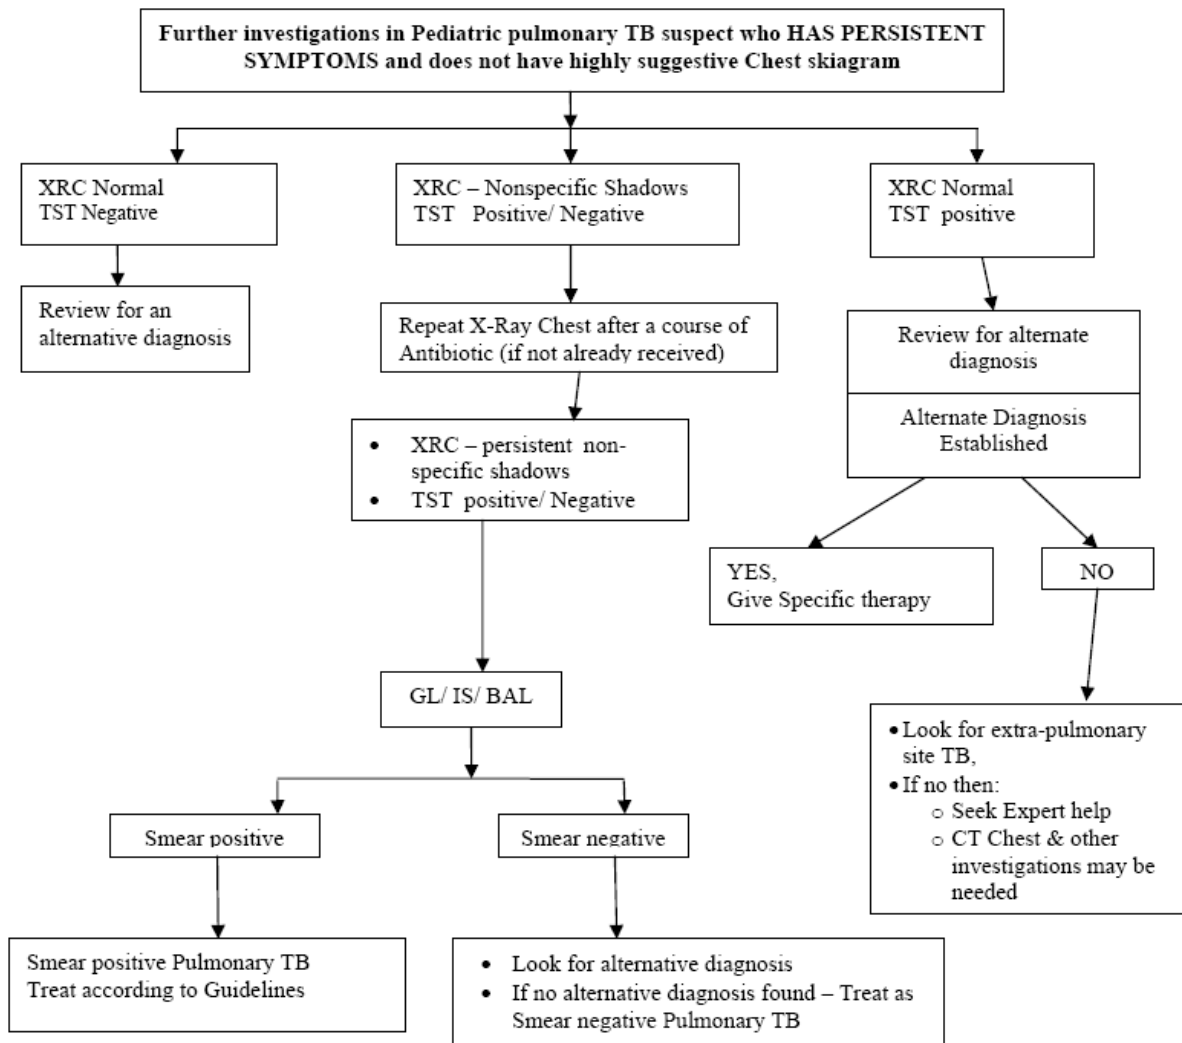 Further investigations in Pediatric pulmonary TB suspect who HAS PERSISTENT
SYMPTOMS and does not have highly suggestive Chest skiagram
XRC Normal
TST Negative
XRC – Nonspecific Shadows
TST Positive/ Negative
XRC Normal
TST positive
Review for an
alternative diagnosis
Repeat X-Ray Chest after a course of
Antibiotic (if not already received)
Review for alternate
diagnosis
Alternate Diagnosis
Established
• XRC – persistent non-
specific shadows
• TST positive/ Negative
YES,
Give Specific therapy
NO
GL/ IS/ BAL
• Look for extra-pulmonary
site TB,
• If no then:
o Seek Expert help
o CT Chest & other
investigations may be
needed
Smear positive
Smear negative
Smear positive Pulmonary TB
Treat according to Guidelines
• Look for alternative diagnosis
• If no alternative diagnosis found – Treat as
Smear negative Pulmonary TB